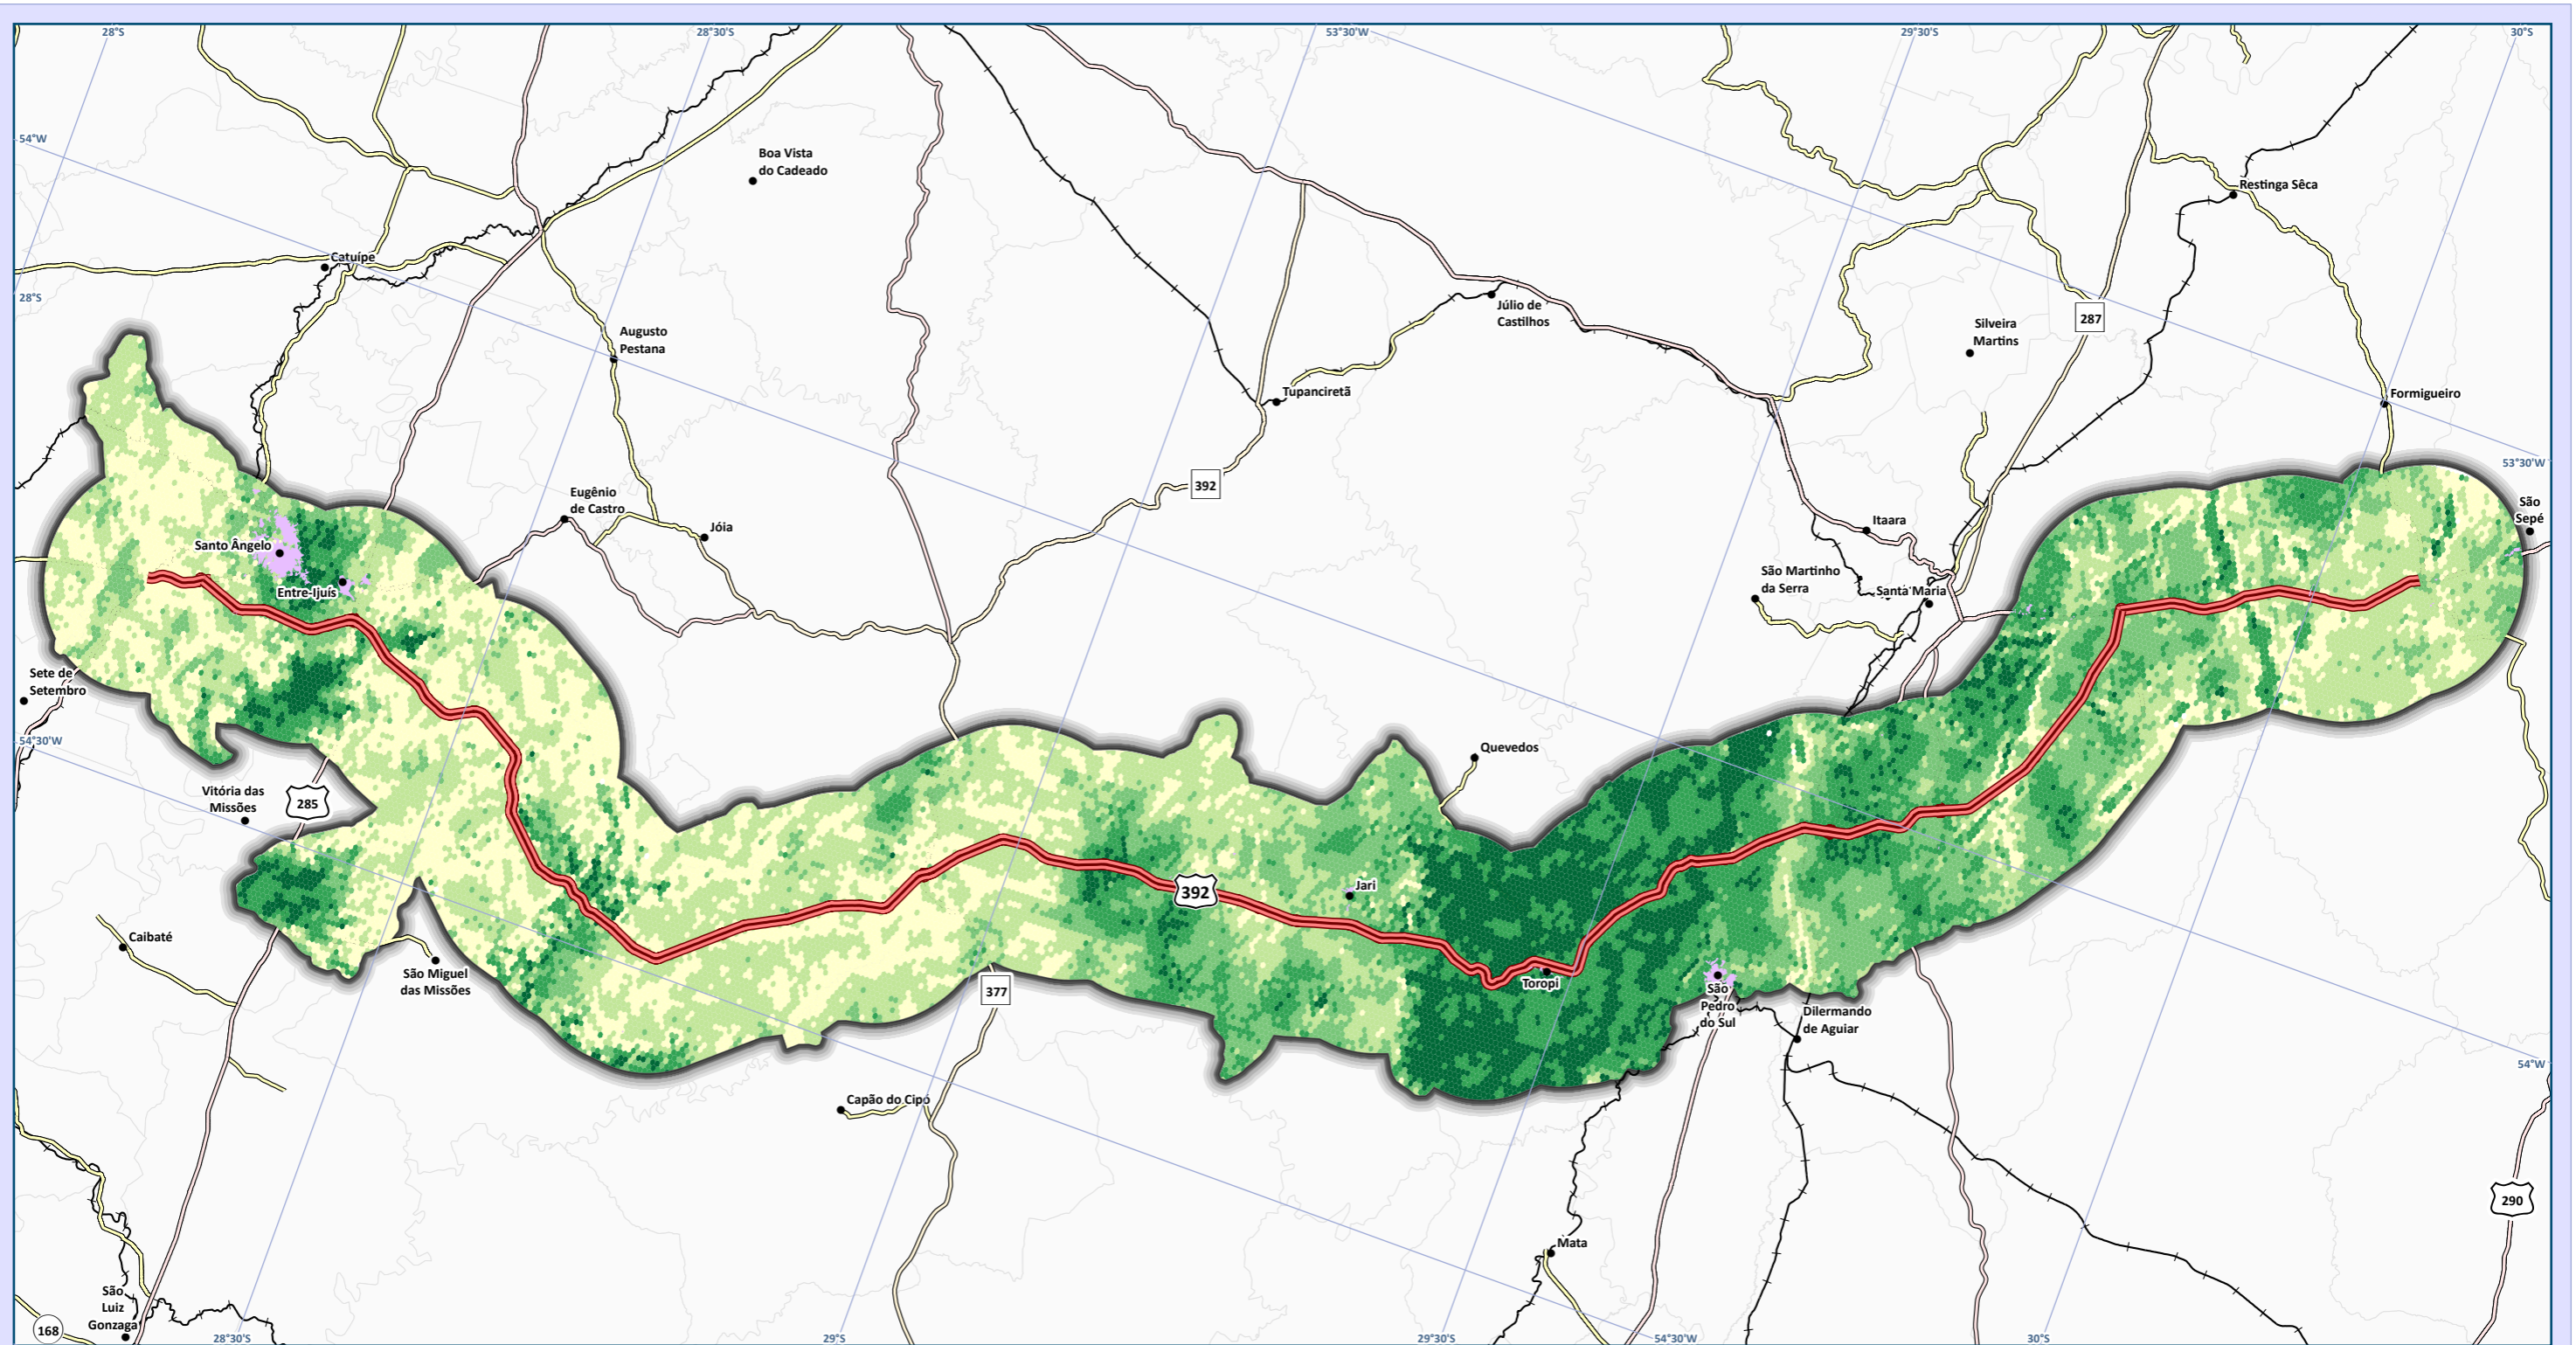 28°S
28°30'S
53°30'W
29°30'S
30°S
54°W
Boa Vista
do Cadeado
Restinga Sêca
Catuípe
28°S
Júlio de
Castilhos
287
Silveira
Martins
Augusto
Pestana
Tupanciretã
Formigueiro
53°30'W
392
Eugênio
de Castro
Jóia
Itaara
São
Sepé
Santo Ângelo
São Martinho
da Serra
Santa Maria
Entre-Ijuís
Sete de
Setembro
54°30'W
Quevedos
Vitória das
Missões
285
392
Jari
Caibaté
São Miguel
das Missões
Toropi
377
São
Pedro
do Sul
Dilermando
de Aguiar
54°W
Capão do Cipó
290
Mata
São
Luiz
Gonzaga
168
28°30'S
29°S
29°30'S
54°30'W
30°S